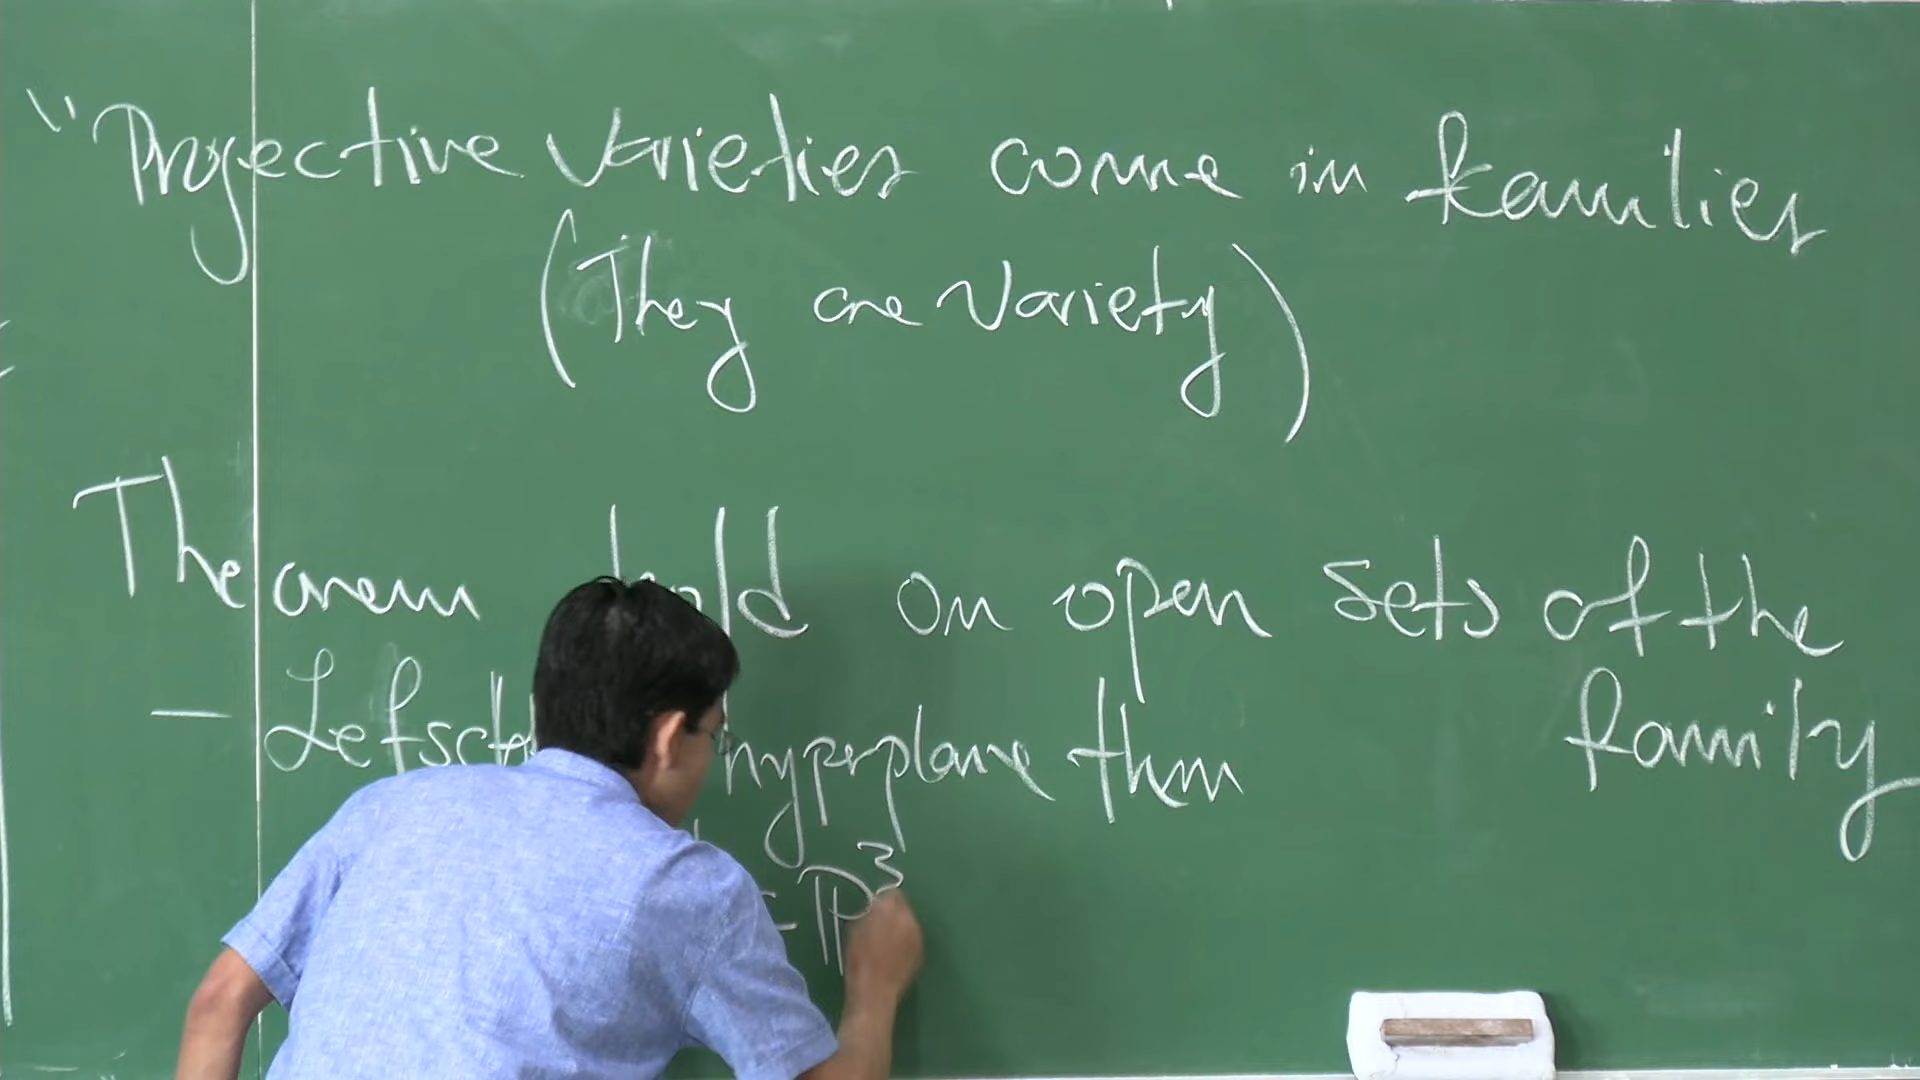 "Projective varieties come in families
(They are Variety)
Theorem hold on open sets of the
family
- Lefschetz hyperplane thm
P³